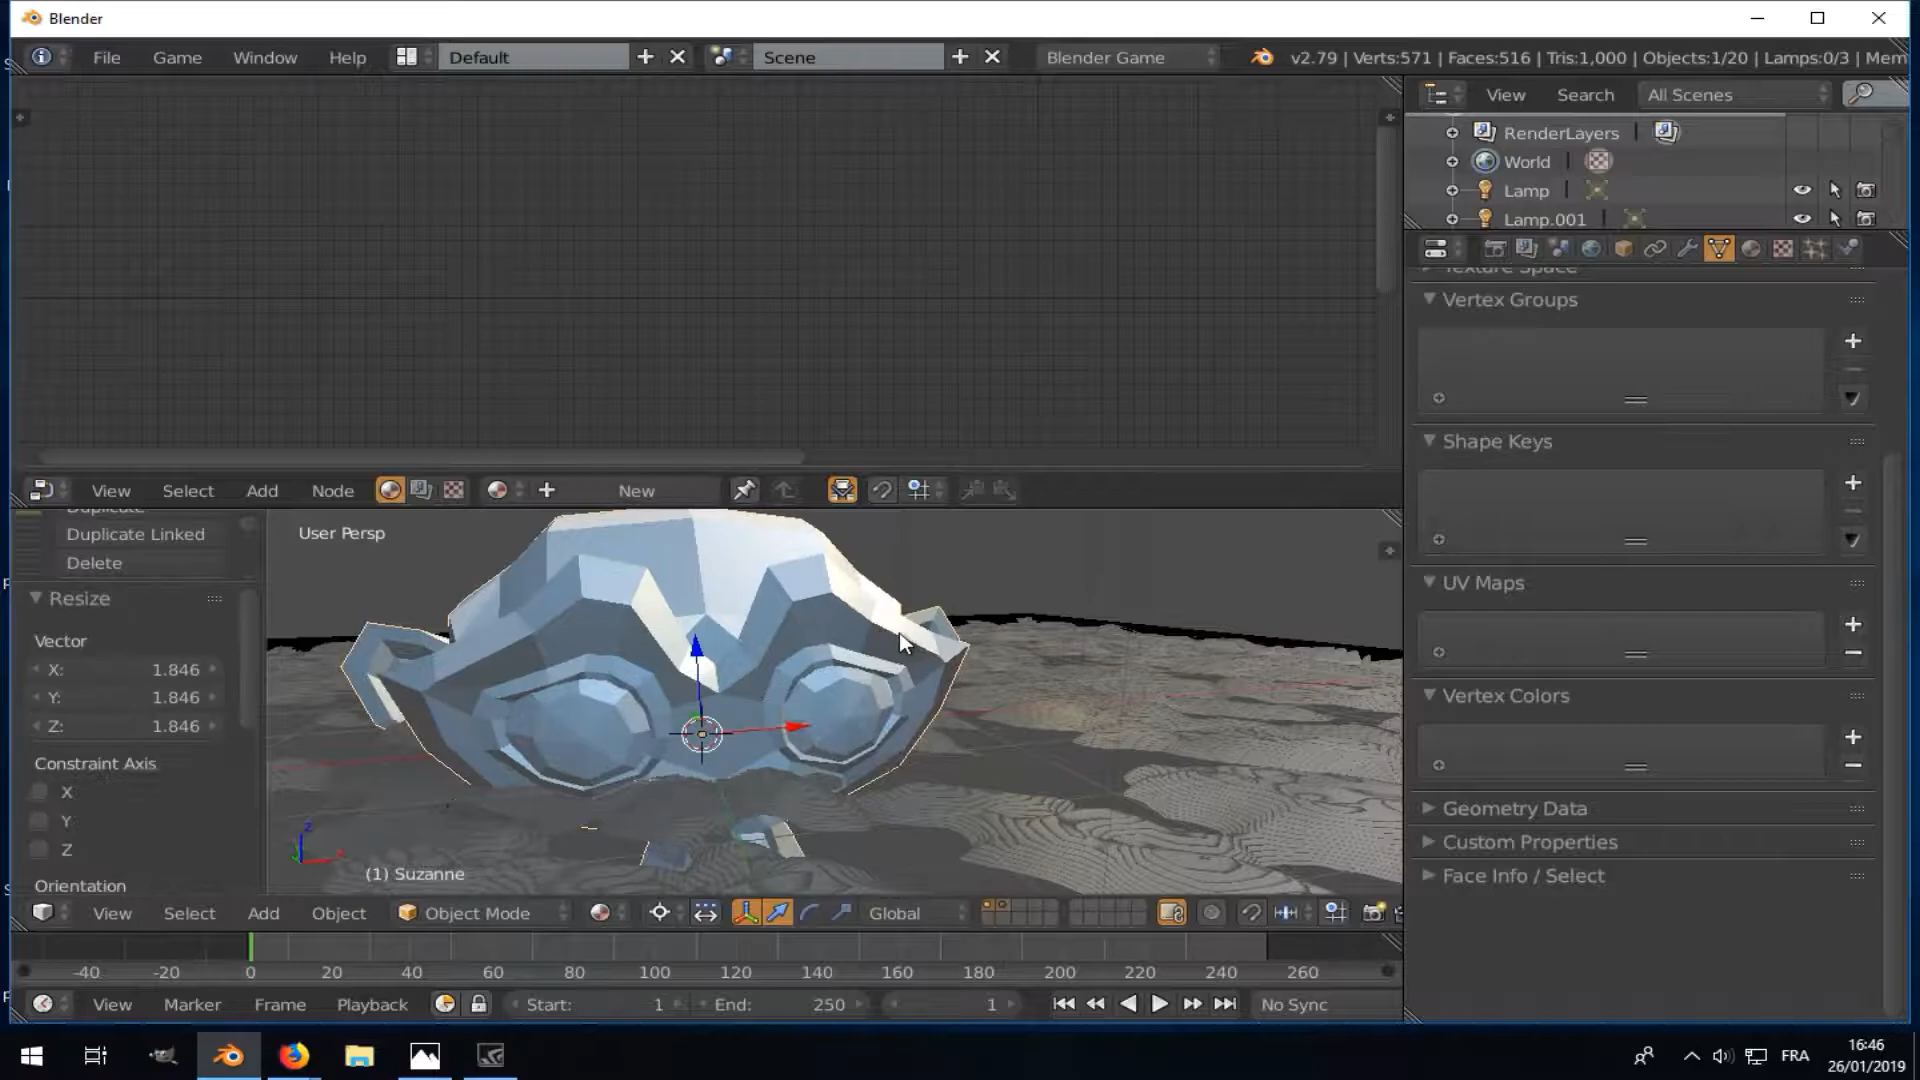 Blender
File Game Window Help Default Scene Blender Game v2.79 | Verts:571 | Faces:516 | Tris:1,000 | Objects:1/20 | Lamps:0/3 | Mem
View Search All Scenes
RenderLayers
World
Lamp
Lamp.001
Texture Space
Vertex Groups
Shape Keys
UV Maps
Vertex Colors
Geometry Data
Custom Properties
Face Info / Select
View Select Add Node New
Duplicate
Duplicate Linked
Delete
Resize
Vector
X: 1.846
Y: 1.846
Z: 1.846
Constraint Axis
X
Y
Z
Orientation
User Persp
z
(1) Suzanne
View Select Add Object Object Mode Global
-40 -20 0 20 40 60 80 100 120 140 160 180 200 220 240 260
View Marker Frame Playback Start: 1 End: 250 1 No Sync
FRA
16:46
26/01/2019